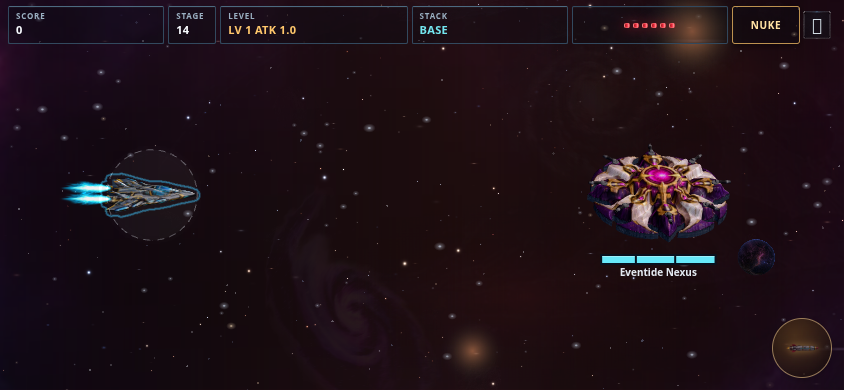 SCORE
0
STAGE
14
LEVEL
LV 1 ATK 1.0
STACK
BASE
NUKE
Eventide Nexus